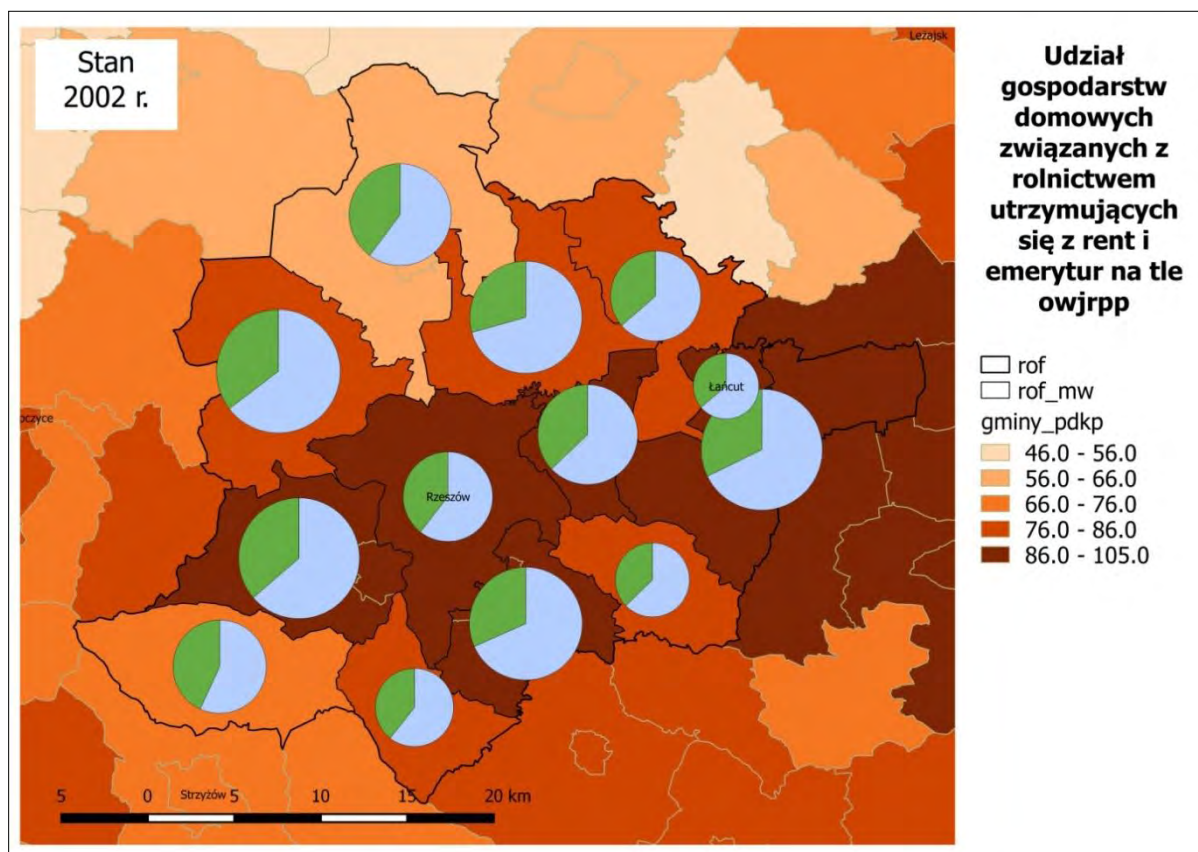 Stan
2002 r.
Leżajsk
Udział
gospodarstw
domowych
związanych z
rolnictwem
utrzymujących
się z rent i
emerytur na tle
owjrpp
rof
rof_mw
gminy_pdkp
46.0 - 56.0
56.0 - 66.0
66.0 - 76.0
76.0 - 86.0
86.0 - 105.0
Łańcut
oczyce
Rzeszów
Strzyżów
5 0 5 10 15 20 km